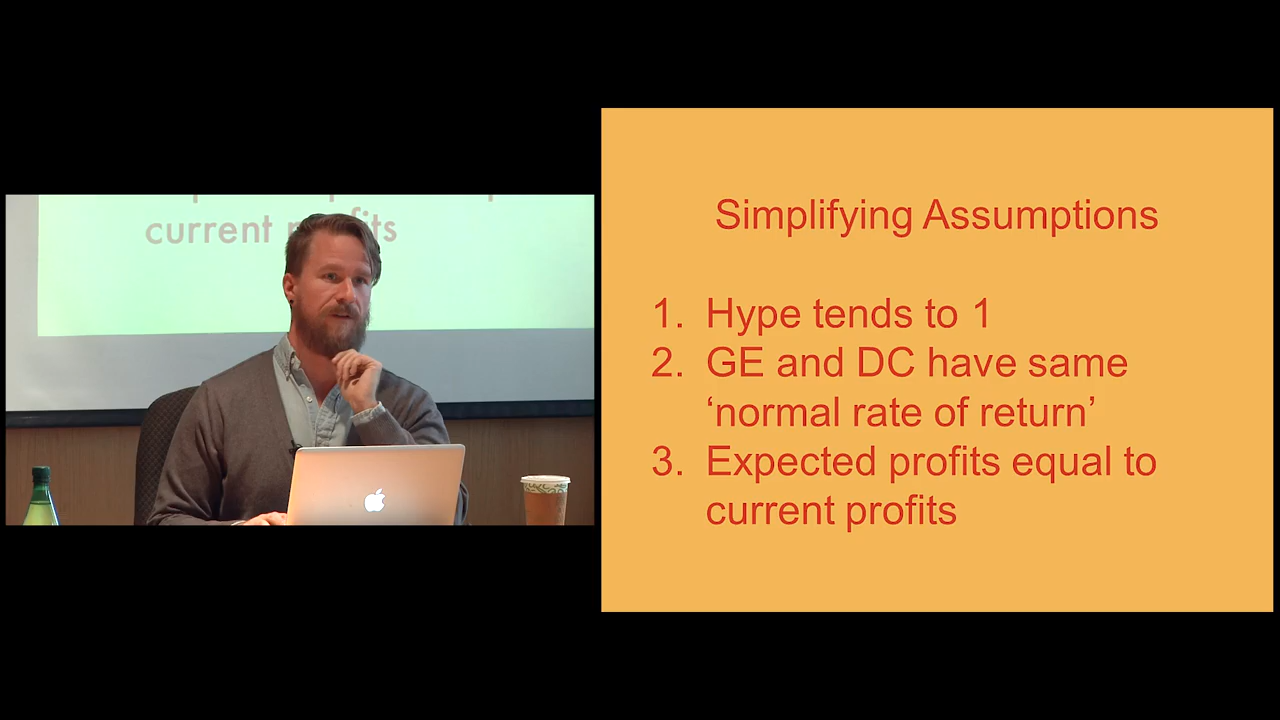 current profits
Simplifying Assumptions
1. Hype tends to 1
2. GE and DC have same
‘normal rate of return’
3. Expected profits equal to
current profits